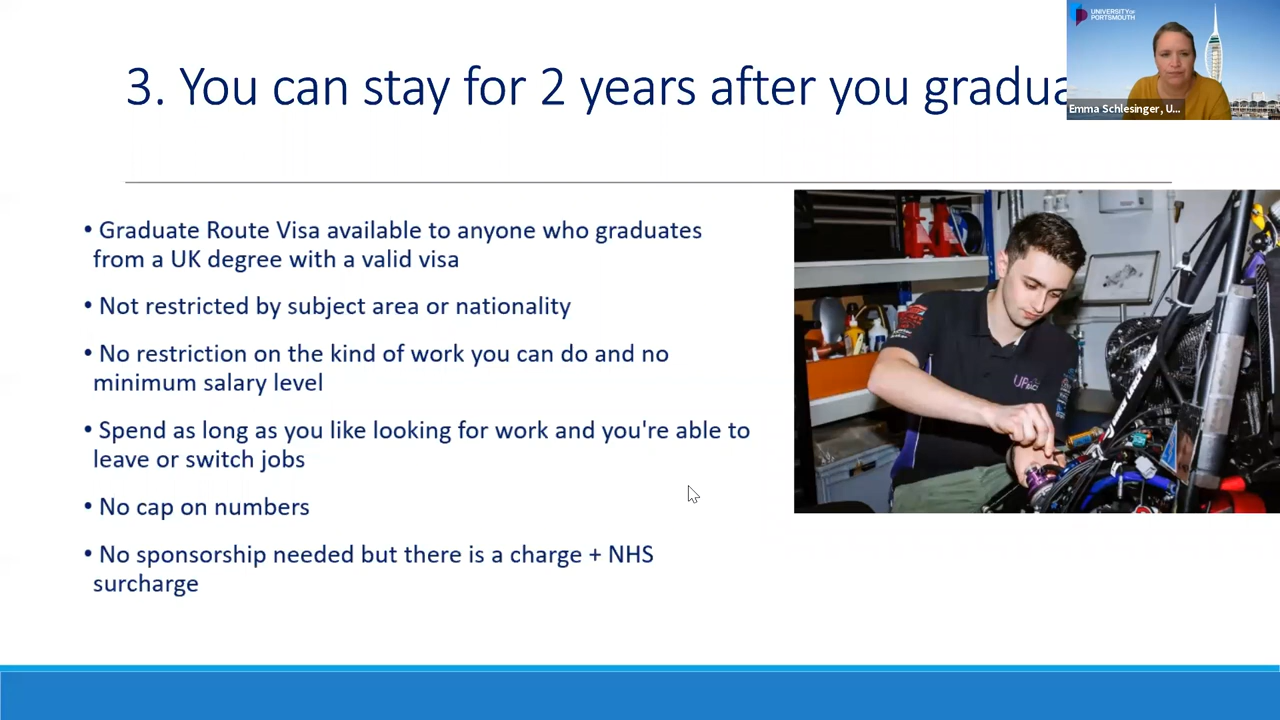 3. You can stay for 2 years after you gradua
UNIVERSITY OF
PORTSMOUTH
Emma Schlesinger, U...
• Graduate Route Visa available to anyone who graduates
from a UK degree with a valid visa
• Not restricted by subject area or nationality
• No restriction on the kind of work you can do and no
minimum salary level
• Spend as long as you like looking for work and you're able to
leave or switch jobs
• No cap on numbers
• No sponsorship needed but there is a charge + NHS
surcharge